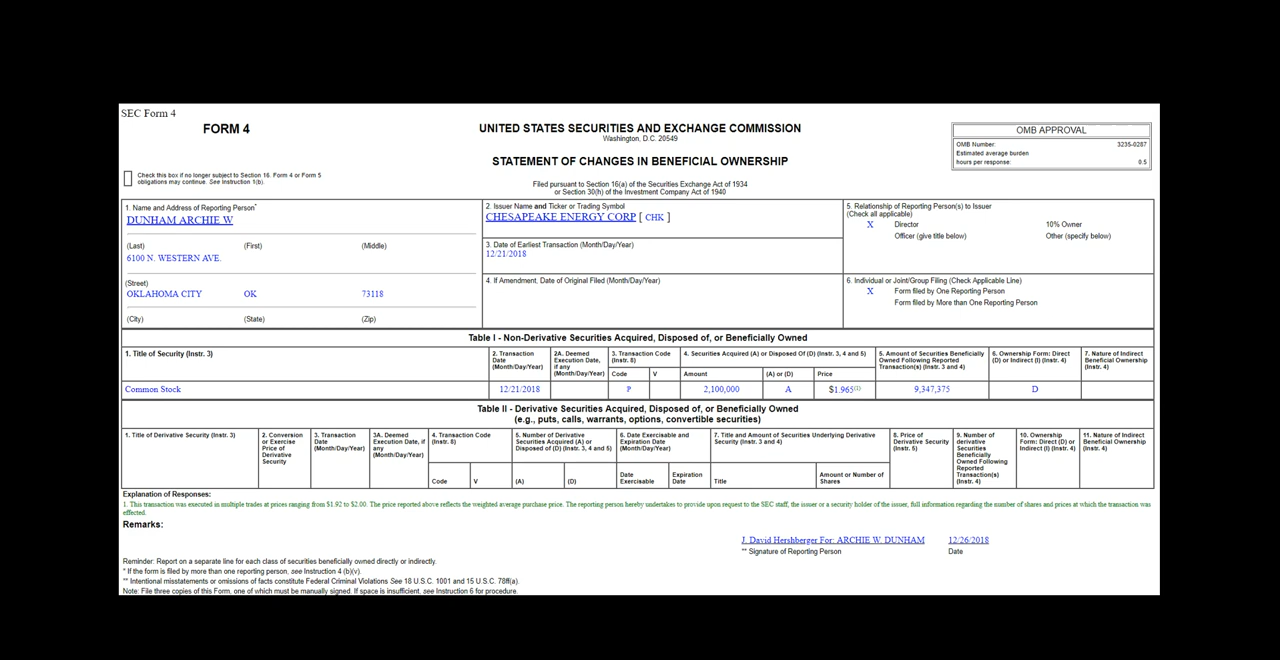 SEC Form 4
FORM 4
UNITED STATES SECURITIES AND EXCHANGE COMMISSION
Washington, D.C. 20549
STATEMENT OF CHANGES IN BENEFICIAL OWNERSHIP
Filed pursuant to Section 16(a) of the Securities Exchange Act of 1934
or Section 30(h) of the Investment Company Act of 1940
OMB APPROVAL
OMB Number: 3235-0287
Estimated average burden
hours per response: 0.5
Check this box if no longer subject to Section 16. Form 4 or Form 5
obligations may continue. See Instruction 1(b).
1. Name and Address of Reporting Person*
DUNHAM ARCHIE W
(Last) (First) (Middle)
6100 N. WESTERN AVE.
(Street)
OKLAHOMA CITY OK 73118
(City) (State) (Zip)
2. Issuer Name and Ticker or Trading Symbol
CHESAPEAKE ENERGY CORP [ CHK ]
3. Date of Earliest Transaction (Month/Day/Year)
12/21/2018
4. If Amendment, Date of Original Filed (Month/Day/Year)
5. Relationship of Reporting Person(s) to Issuer
(Check all applicable)
X Director 10% Owner
Officer (give title below) Other (specify below)
6. Individual or Joint/Group Filing (Check Applicable Line)
X Form filed by One Reporting Person
Form filed by More than One Reporting Person
Table I - Non-Derivative Securities Acquired, Disposed of, or Beneficially Owned
1. Title of Security (Instr. 3)
2. Transaction
Date
(Month/Day/Year)
2A. Deemed
Execution Date,
if any
(Month/Day/Year)
3. Transaction Code
(Instr. 8)
4. Securities Acquired (A) or Disposed Of (D) (Instr. 3, 4 and 5)
5. Amount of Securities Beneficially
Owned Following Reported
Transaction(s) (Instr. 3 and 4)
6. Ownership Form: Direct
(D) or Indirect (I) (Instr. 4)
7. Nature of Indirect
Beneficial Ownership
(Instr. 4)
Code V Amount (A) or (D) Price
Common Stock 12/21/2018 P 2,100,000 A $1.965(1) 9,347,375 D
Table II - Derivative Securities Acquired, Disposed of, or Beneficially Owned
(e.g., puts, calls, warrants, options, convertible securities)
1. Title of Derivative Security (Instr. 3)
2. Conversion
or Exercise
Price of
Derivative
Security
3. Transaction
Date
(Month/Day/Year)
3A. Deemed
Execution Date, if
any
(Month/Day/Year)
4. Transaction Code
(Instr. 8)
5. Number of Derivative
Securities Acquired (A) or
Disposed of (D) (Instr. 3, 4 and 5)
6. Date Exercisable and
Expiration Date
(Month/Day/Year)
7. Title and Amount of Securities Underlying Derivative
Security (Instr. 3 and 4)
8. Price of
Derivative Security
(Instr. 5)
9. Number of
derivative
Securities
Beneficially
Owned Following
Reported
Transaction(s)
(Instr. 4)
10. Ownership
Form: Direct (D) or
Indirect (I) (Instr. 4)
11. Nature of Indirect
Beneficial Ownership
(Instr. 4)
Code V (A) (D)
Date
Exercisable
Expiration
Date
Title
Amount or Number of
Shares
Explanation of Responses:
1. This transaction was executed in multiple trades at prices ranging from $1.92 to $2.00. The price reported above reflects the weighted average purchase price. The reporting person hereby undertakes to provide upon request to the SEC staff, the issuer or a security holder of the issuer, full information regarding the number of shares and prices at which the transaction was
effected.
Remarks:
J. David Hershberger For: ARCHIE W. DUNHAM 12/26/2018
** Signature of Reporting Person Date
Reminder: Report on a separate line for each class of securities beneficially owned directly or indirectly.
* If the form is filed by more than one reporting person, see Instruction 4 (b)(v).
** Intentional misstatements or omissions of facts constitute Federal Criminal Violations See 18 U.S.C. 1001 and 15 U.S.C. 78ff(a).
Note: File three copies of this Form, one of which must be manually signed. If space is insufficient, see Instruction 6 for procedure.